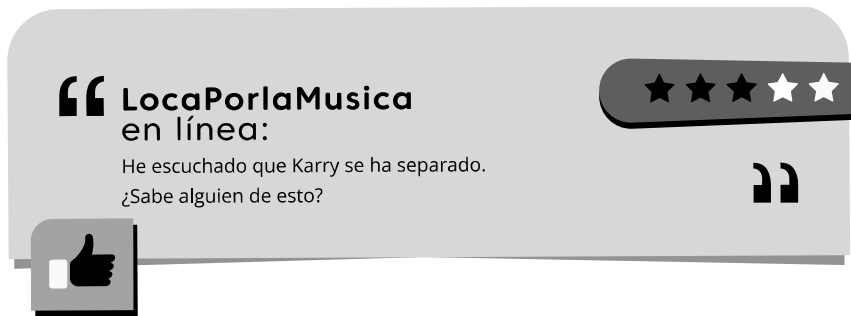 LocaPorlaMusica
en línea:
He escuchado que Karry se ha separado.
¿Sabe alguien de esto?